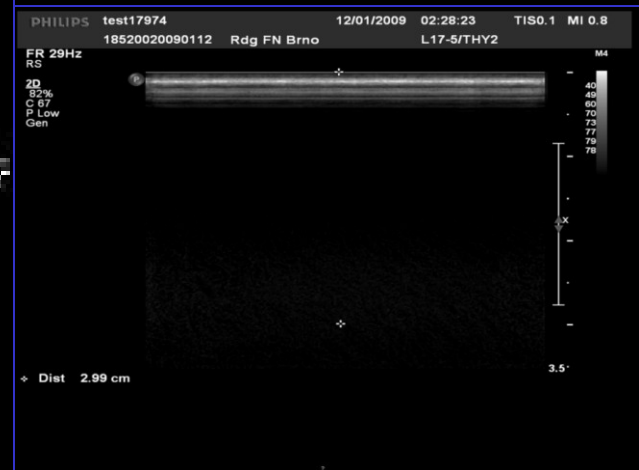 PHILIPS test17974 12/01/2009 02:28:23 TIS0.1 MI 0.8
18520020090112 Rdg FN Brno L17-5/THY2
FR 29Hz
RS
M4
2D
82%
C 67
P Low
Gen
P
40
49
60
70
73
77
79
78
x
3.5
Dist 2.99 cm